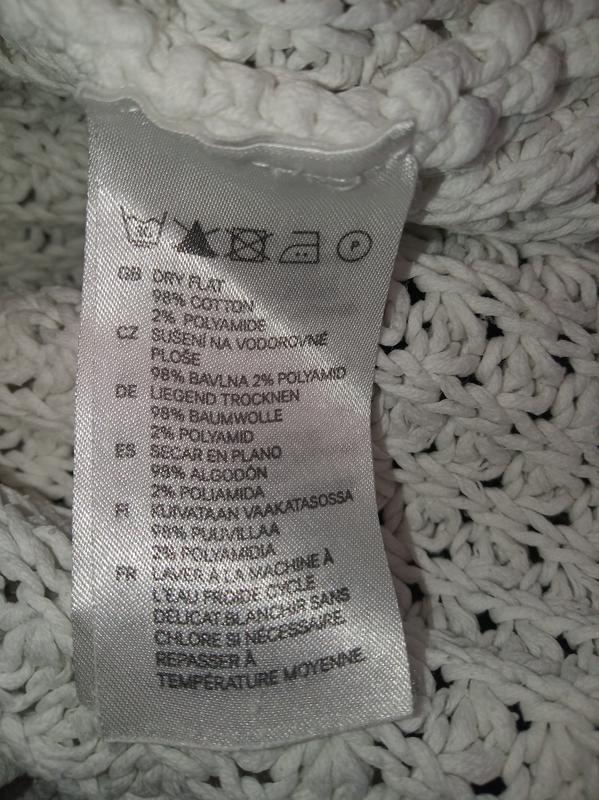 30
P
GB DRY FLAT
98% COTTON
2% POLYAMIDE
CZ SUŠENÍ NA VODOROVNÉ
PLOŠE
98% BAVLNA 2% POLYAMID
DE LIEGEND TROCKNEN
98% BAUMWOLLE
2% POLYAMID
ES SECAR EN PLANO
98% ALGODÓN
2% POLIAMIDA
FI KUIVATAAN VAAKATASOSSA
98% PUUVILLAA
2% POLYAMIDIA
FR LAVER À LA MACHINE À
L'EAU FROIDE CYCLE
DÉLICAT.BLANCHIR SANS
CHLORE SI NÉCESSAIRE.
REPASSER À
TEMPÉRATURE MOYENNE.